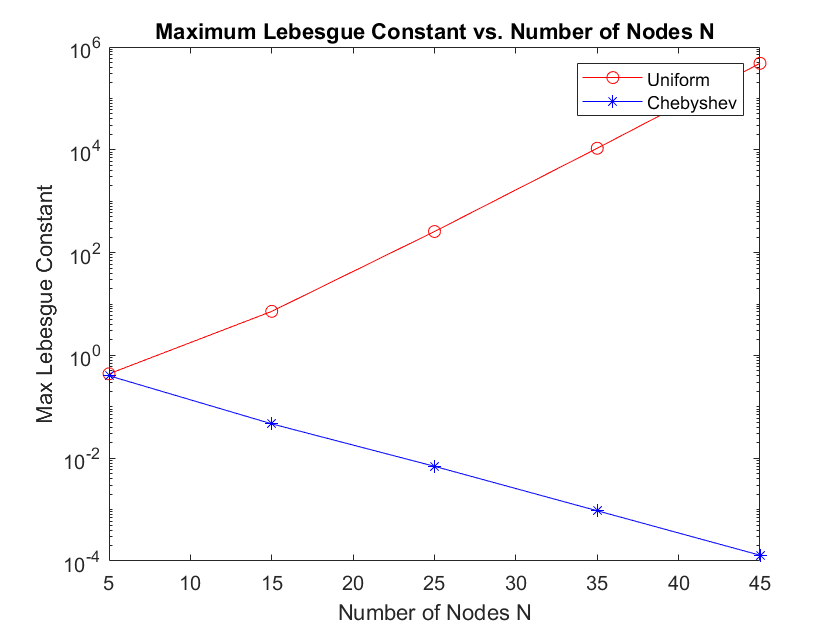 Maximum Lebesgue Constant vs. Number of Nodes N
10^6
10^4
10^2
10^0
10^-2
10^-4
Max Lebesgue Constant
Uniform
Chebyshev
5 10 15 20 25 30 35 40 45
Number of Nodes N